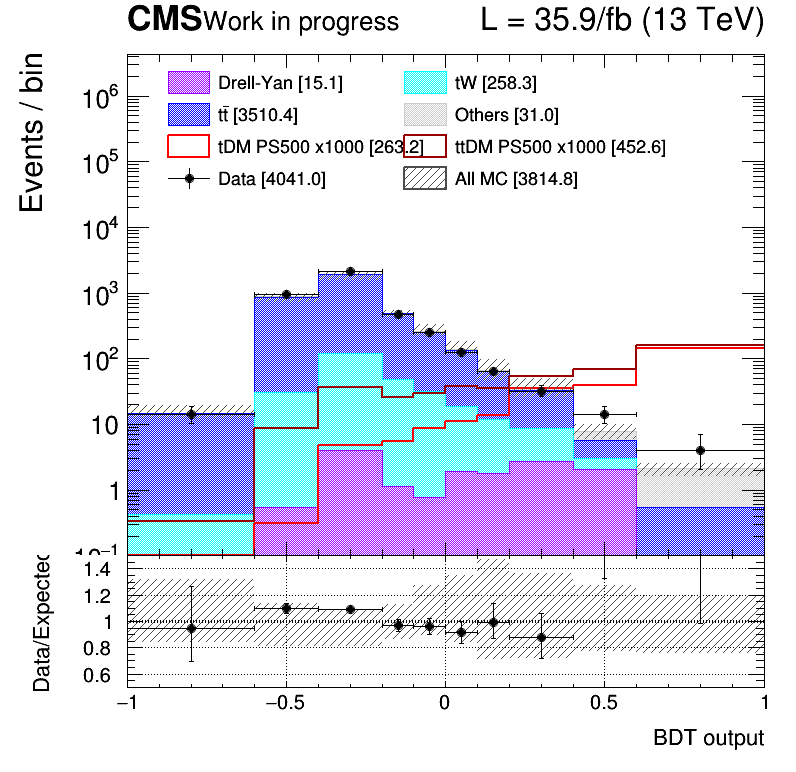 CMS Work in progress L = 35.9/fb (13 TeV)
Events / bin
Drell-Yan [15.1] tW [258.3]
tt̄ [3510.4] Others [31.0]
tDM PS500 x1000 [263.2] ttDM PS500 x1000 [452.6]
Data [4041.0] All MC [3814.8]
10⁶
10⁵
10⁴
10³
10²
10
1
10⁻¹
Data/Expected
1.4
1.2
1
0.8
0.6
−1 −0.5 0 0.5 1
BDT output